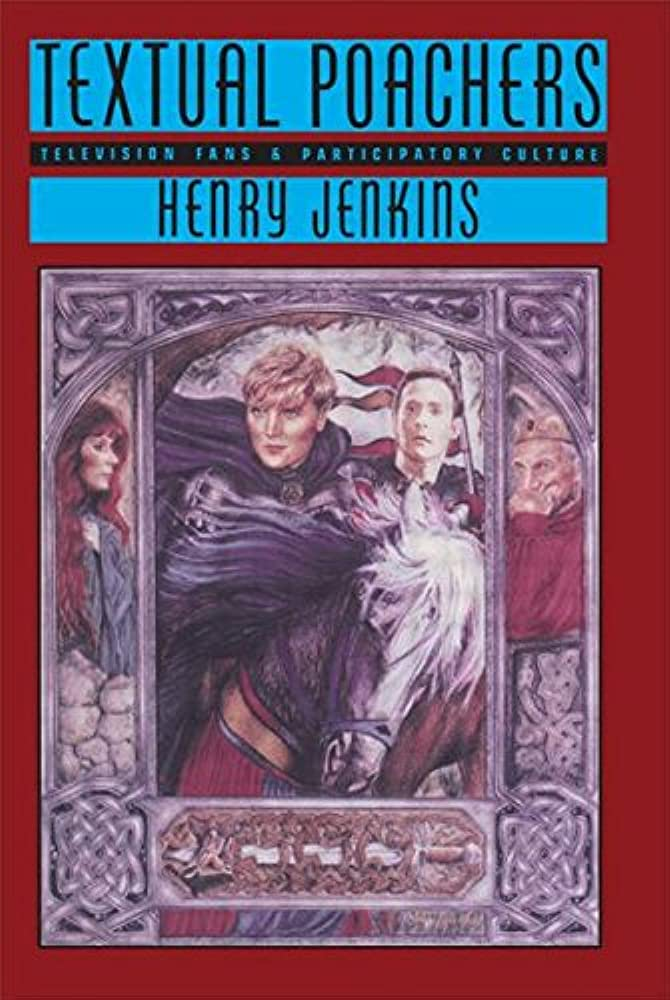 TEXTUAL POACHERS
TELEVISION FANS & PARTICIPATORY CULTURE
HENRY JENKINS